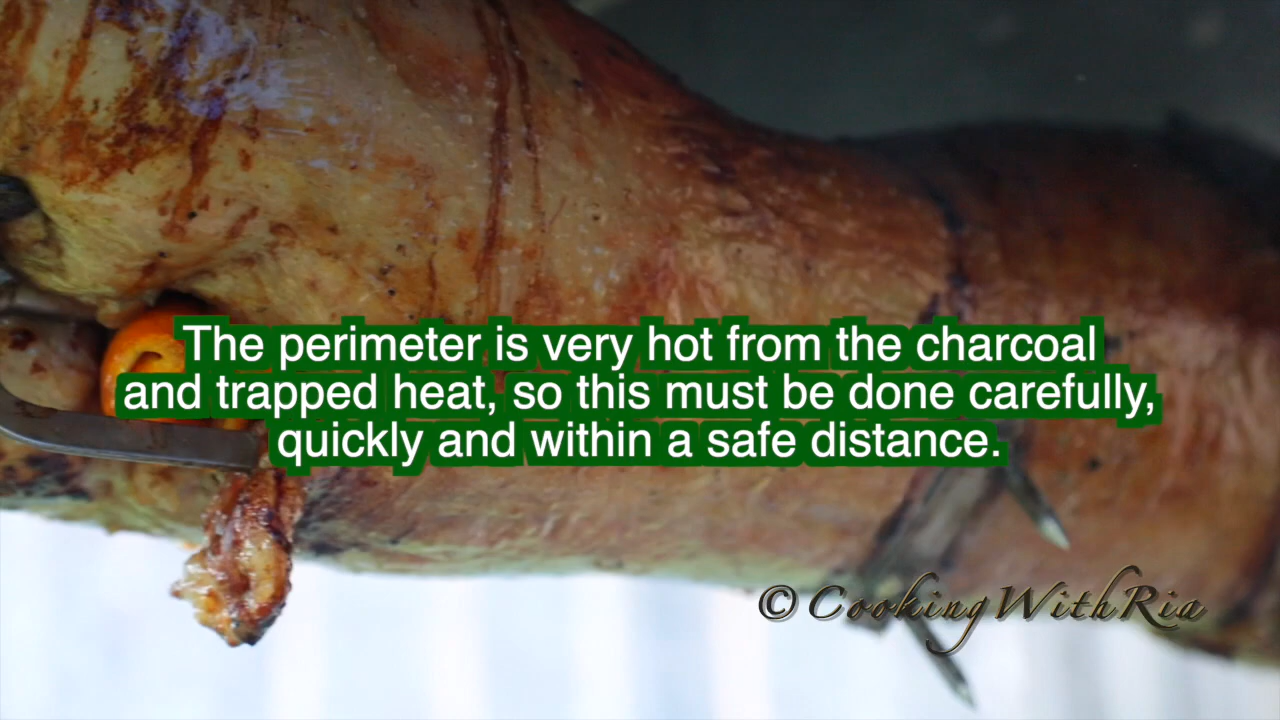 The perimeter is very hot from the charcoal
and trapped heat, so this must be done carefully,
quickly and within a safe distance.
© CookingWithRia